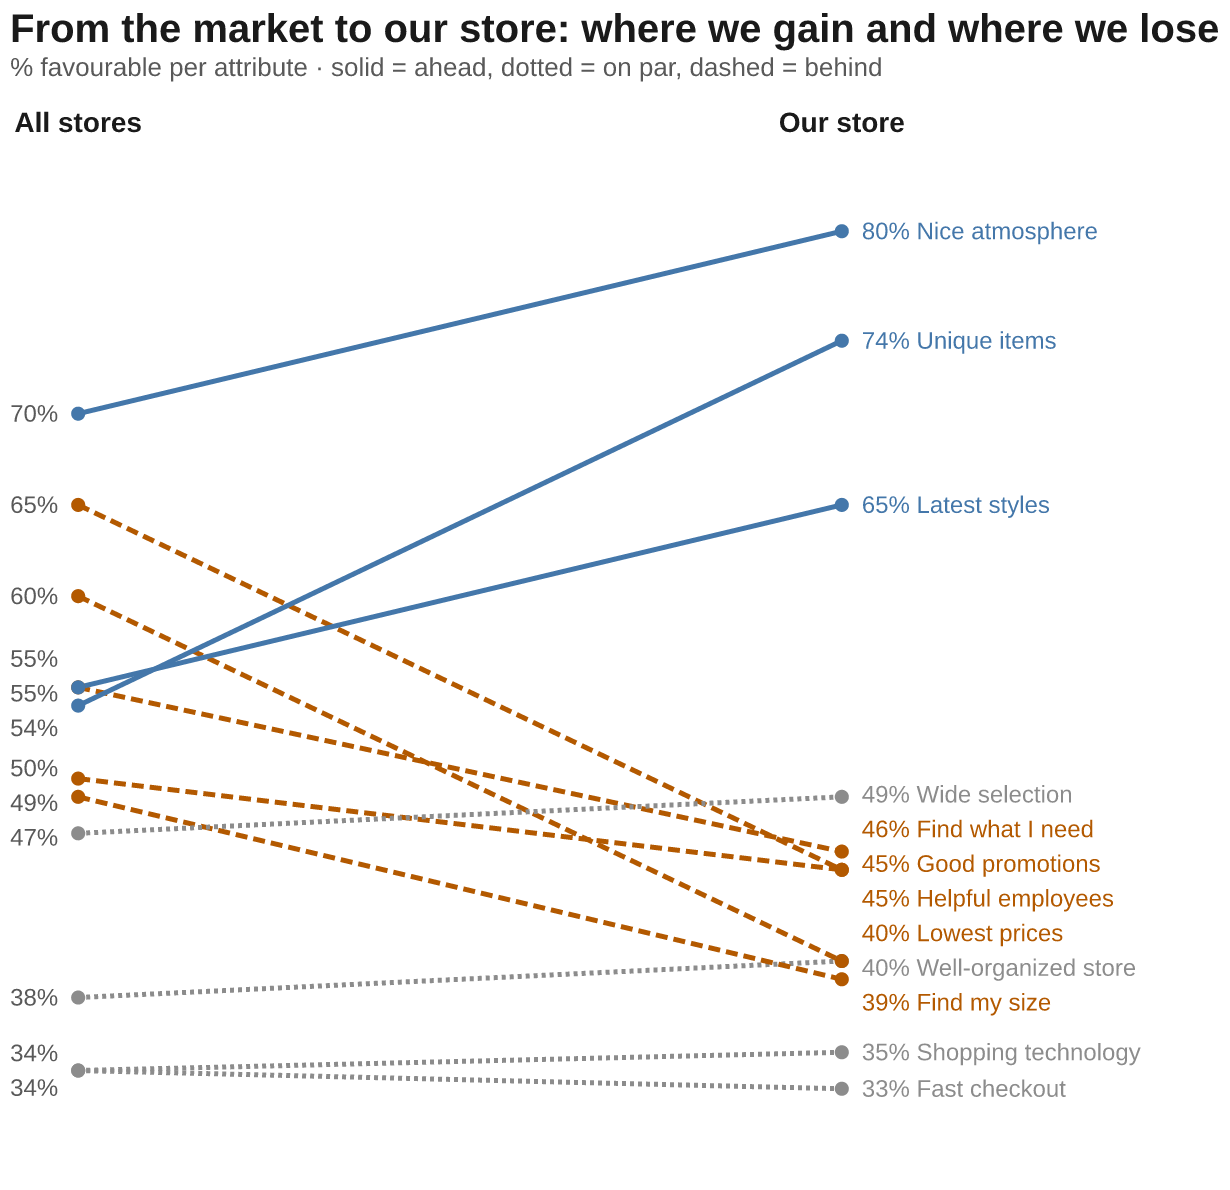 From the market to our store: where we gain and where we lose
% favourable per attribute · solid = ahead, dotted = on par, dashed = behind
All stores
Our store
80% Nice atmosphere
74% Unique items
70%
65%
65% Latest styles
60%
55%
55%
54%
50%
49%
47%
49% Wide selection
46% Find what I need
45% Good promotions
45% Helpful employees
40% Lowest prices
40% Well-organized store
39% Find my size
38%
34%
34%
35% Shopping technology
33% Fast checkout